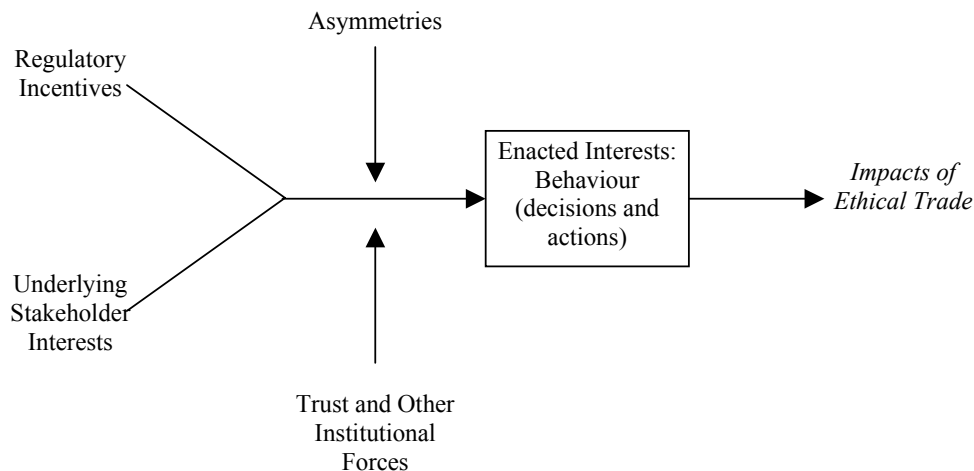 Asymmetries
Regulatory
Incentives
Enacted Interests:
Behaviour
(decisions and
actions)
Impacts of
Ethical Trade
Underlying
Stakeholder
Interests
Trust and Other
Institutional
Forces